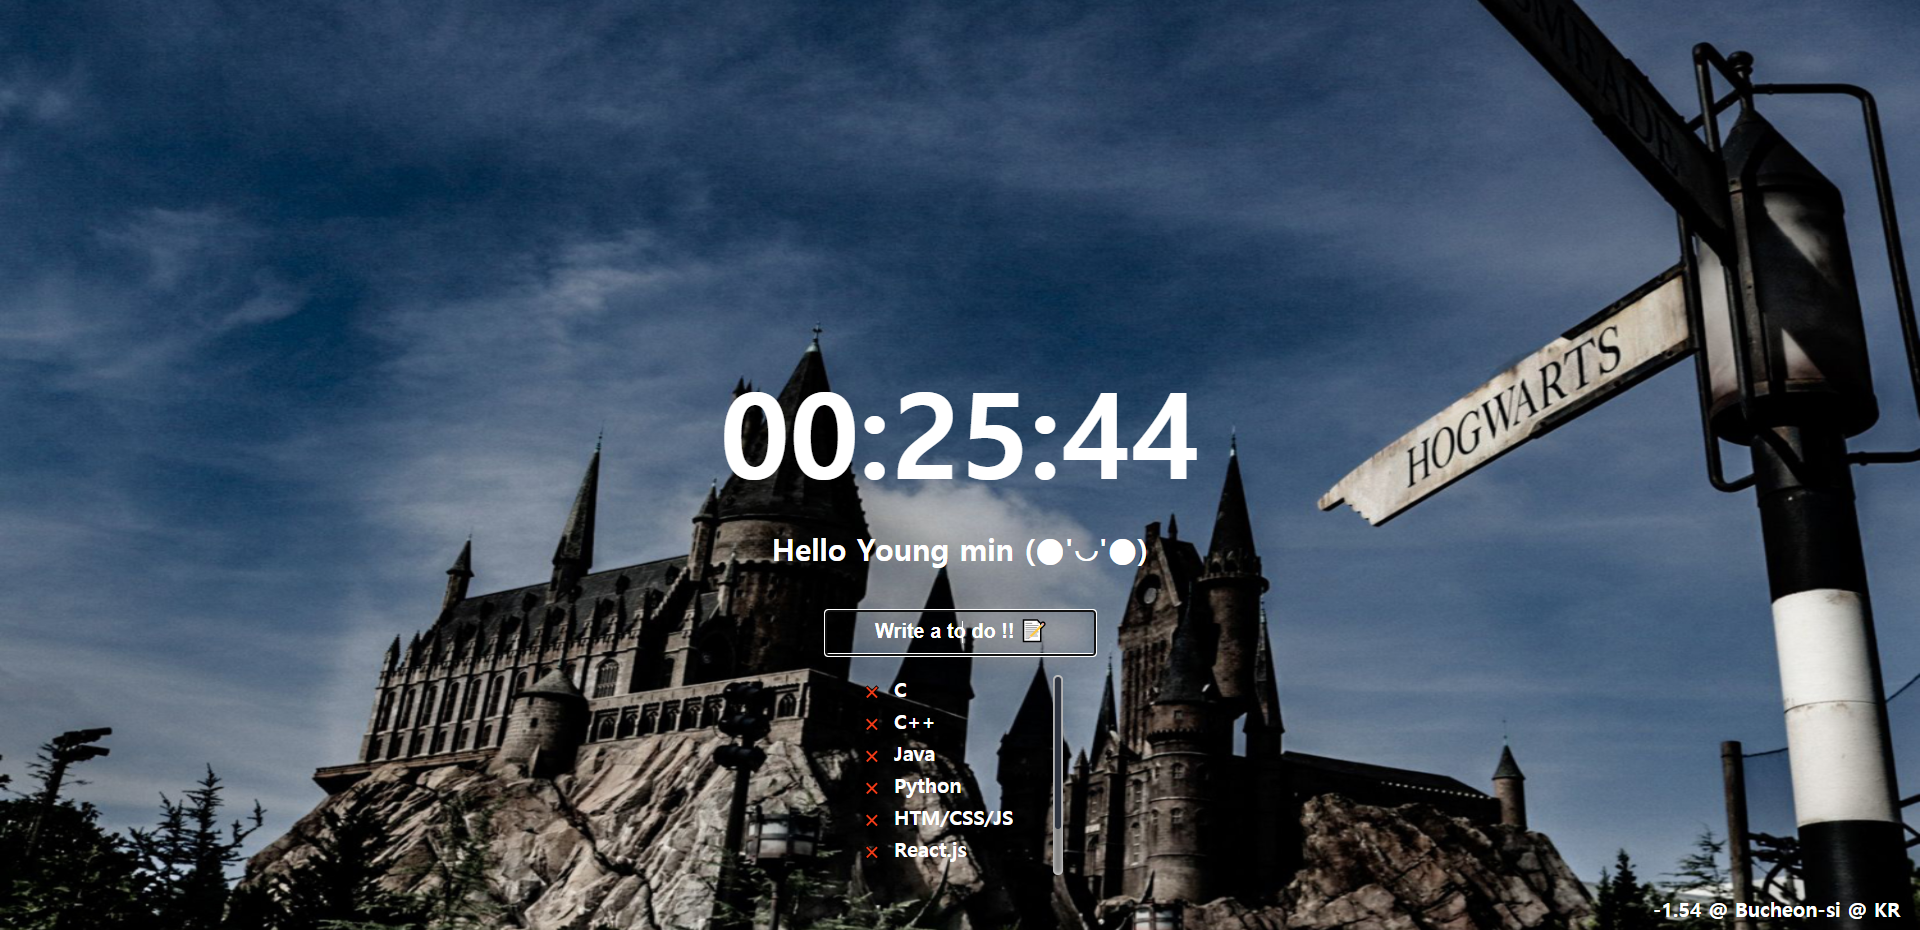 HOGWARTS
00:25:44
Hello Young min (●'◡'●)
Write a to do !! 📝
× C
× C++
× Java
× Python
× HTM/CSS/JS
× React.js
-1.54 @ Bucheon-si @ KR